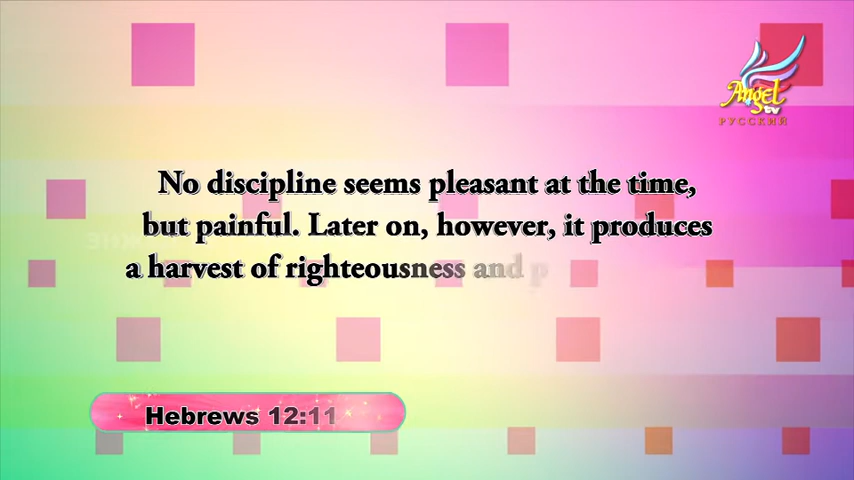 Angel
tv
РУССКИЙ
No discipline seems pleasant at the time,
but painful. Later on, however, it produces
a harvest of righteousness and p
Hebrews 12:11